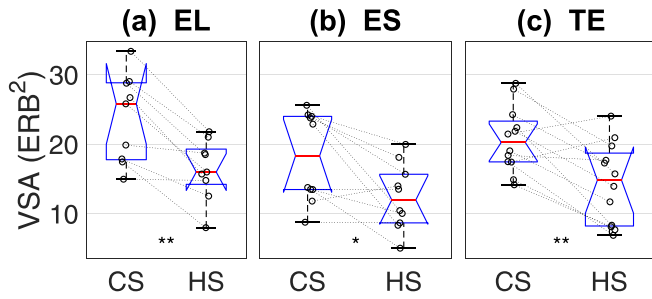 (a) EL (b) ES (c) TE
VSA (ERB²)
30
20
10
** * **
CS HS CS HS CS HS